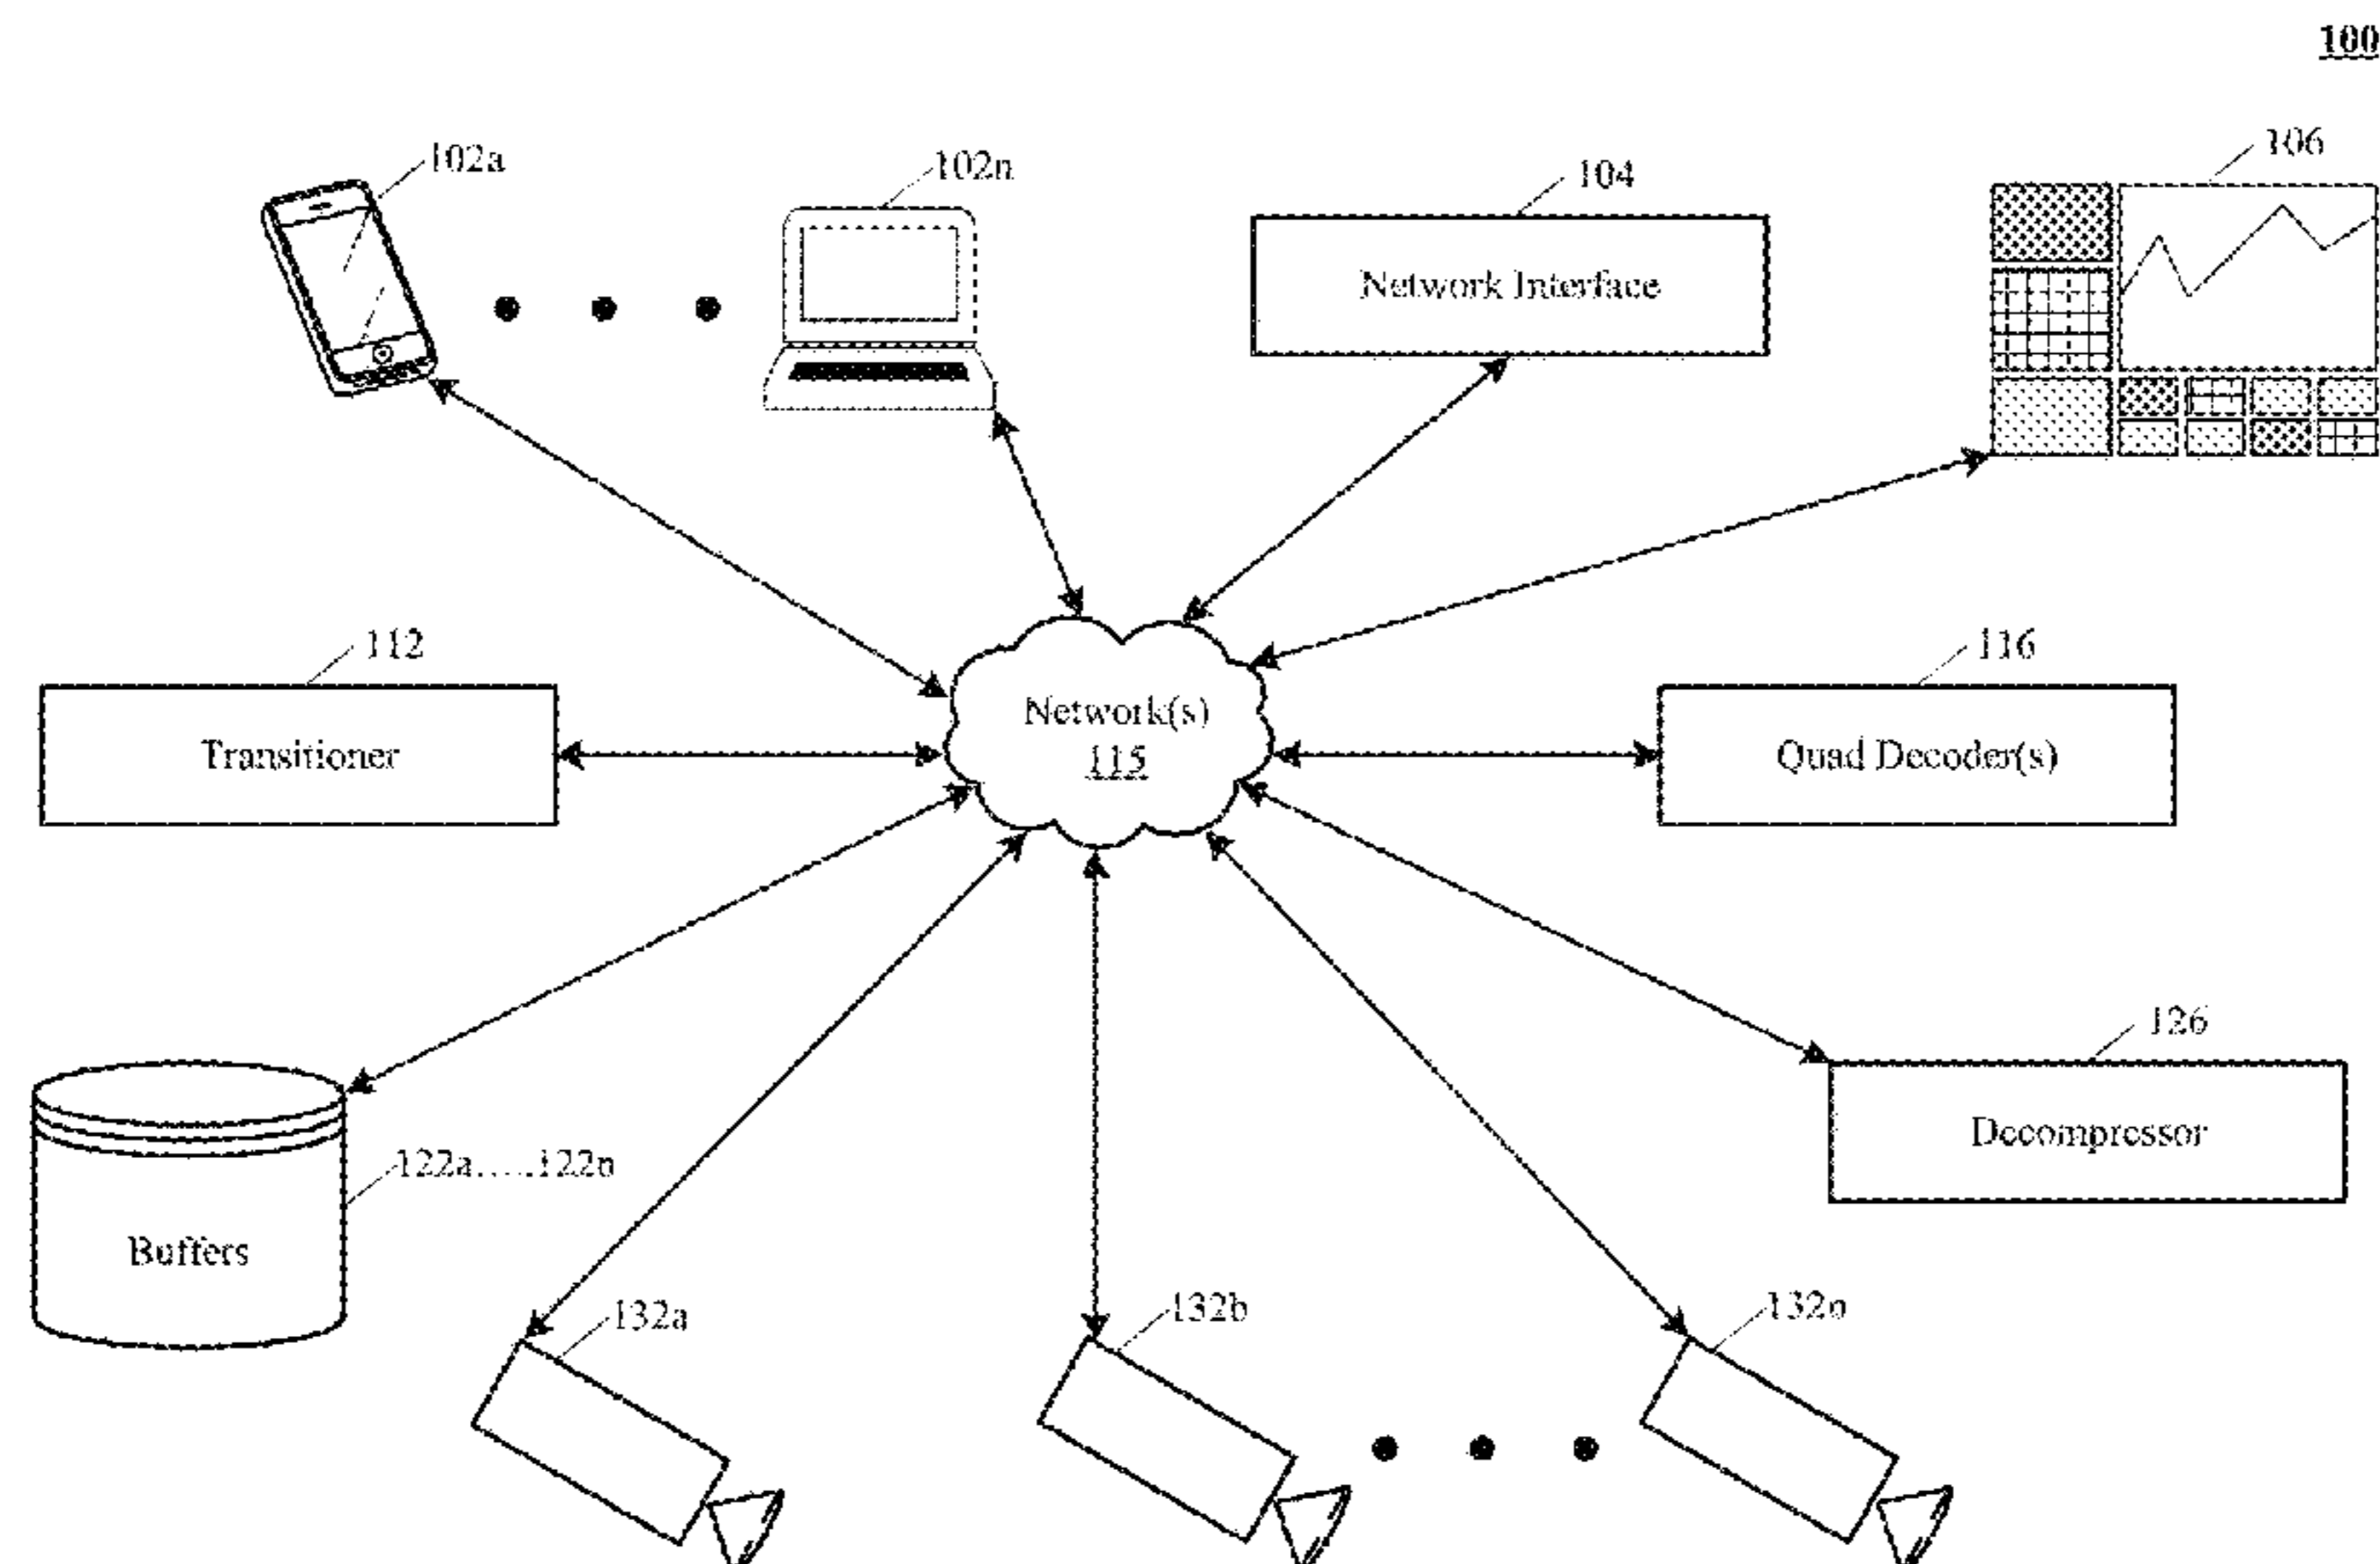 100
102a
102n
104
106
Network Interface
112
116
Network(s)
115
Transitioner
Quad Decoder(s)
126
Decompressor
122a.....122n
Buffers
132a
132b
132n